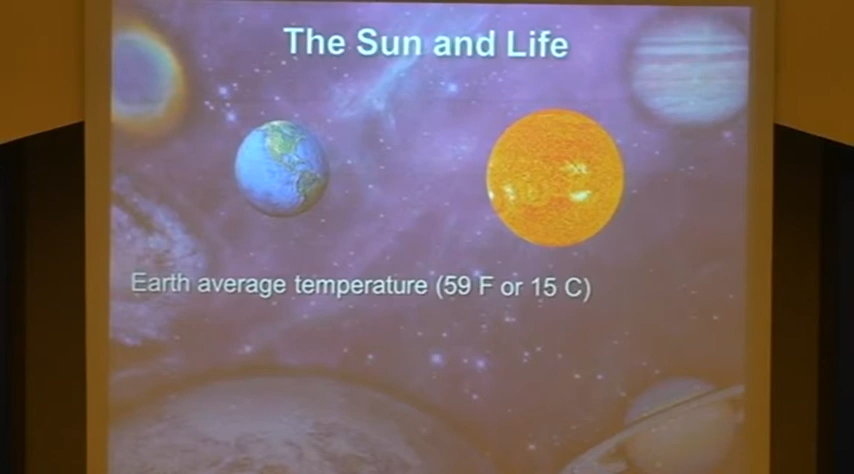 The Sun and Life
Earth average temperature (59 F or 15 C)